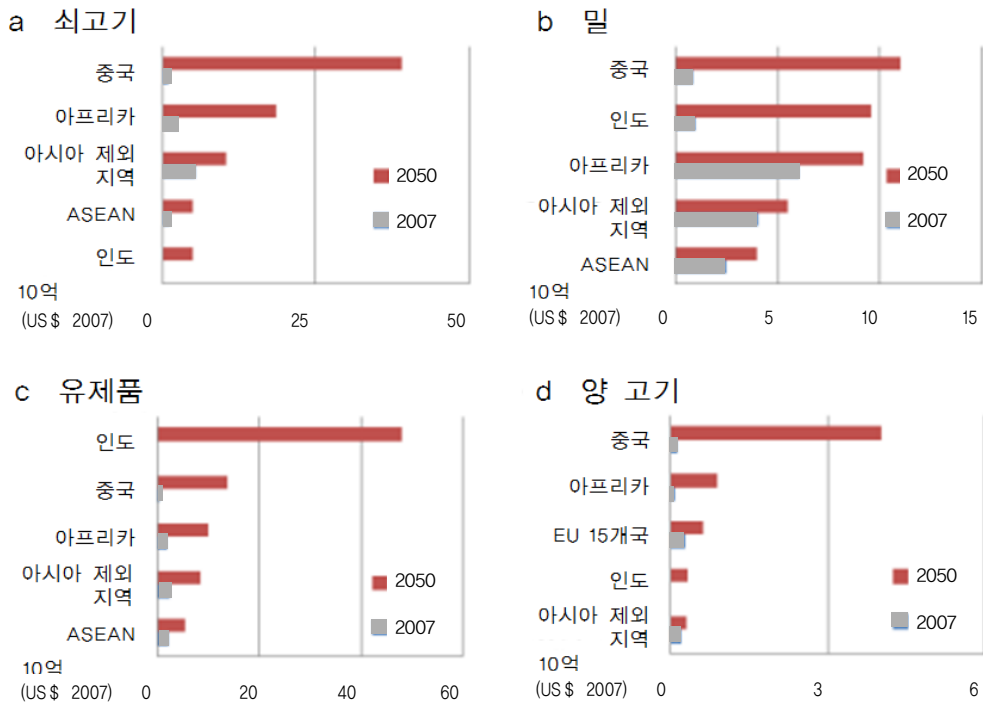 a 쇠고기
중국
아프리카
아시아 제외
지역
ASEAN
인도
2050
2007
10억
(US $ 2007) 0 25 50
b 밀
중국
인도
아프리카
아시아 제외
지역
ASEAN
2050
2007
10억
(US $ 2007) 0 5 10 15
c 유제품
인도
중국
아프리카
아시아 제외
지역
ASEAN
2050
2007
10억
(US $ 2007) 0 20 40 60
d 양 고기
중국
아프리카
EU 15개국
인도
아시아 제외
지역
2050
2007
10억
(US $ 2007) 0 3 6